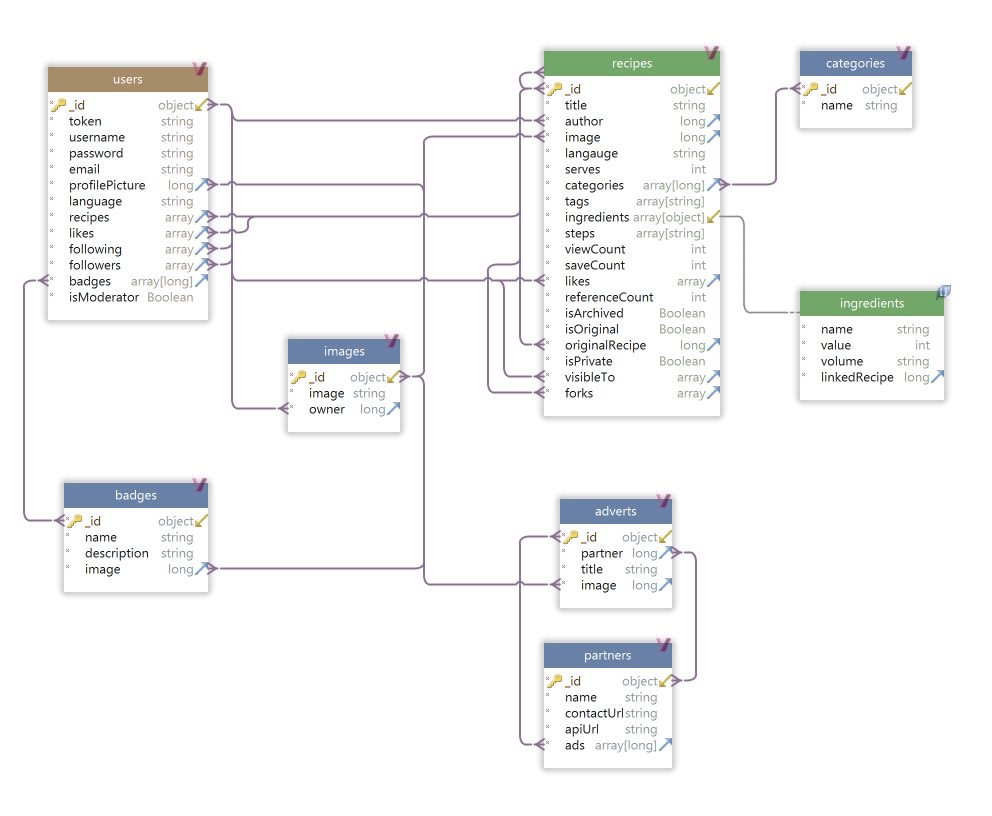 users
_id object
token string
username string
password string
email string
profilePicture long
language string
recipes array
likes array
following array
followers array
badges array[long]
isModerator Boolean
recipes
_id object
title string
author long
image long
langauge string
serves int
categories array[long]
tags array[string]
ingredients array[object]
steps array[string]
viewCount int
saveCount int
likes array
referenceCount int
isArchived Boolean
isOriginal Boolean
originalRecipe long
isPrivate Boolean
visibleTo array
forks array
categories
_id object
name string
ingredients
name string
value int
volume string
linkedRecipe long
images
_id object
image string
owner long
badges
_id object
name string
description string
image long
adverts
_id object
partner long
title string
image long
partners
_id object
name string
contactUrl string
apiUrl string
ads array[long]